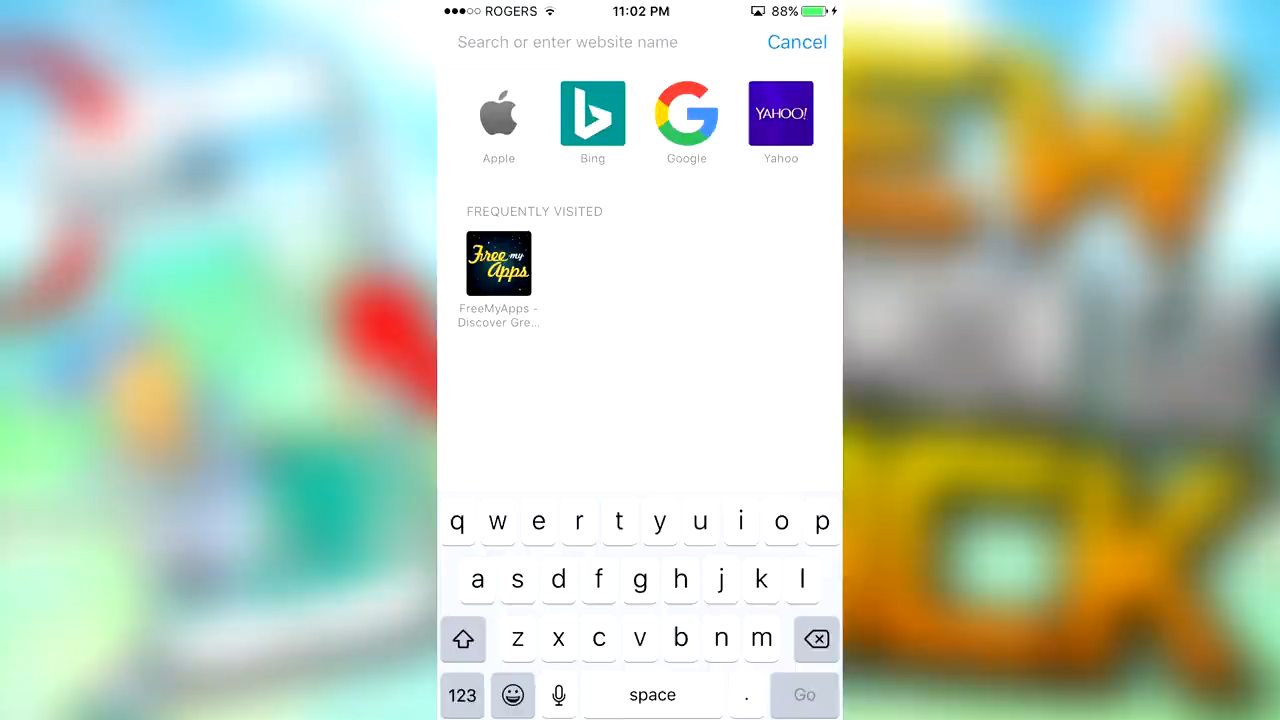 ROGERS 11:02 PM 88%
Search or enter website name Cancel
YAHOO!
Apple Bing Google Yahoo
FREQUENTLY VISITED
Free my
Apps
FreeMyApps -
Discover Gre...
q w e r t y u i o p
a s d f g h j k l
z x c v b n m
123 space . Go